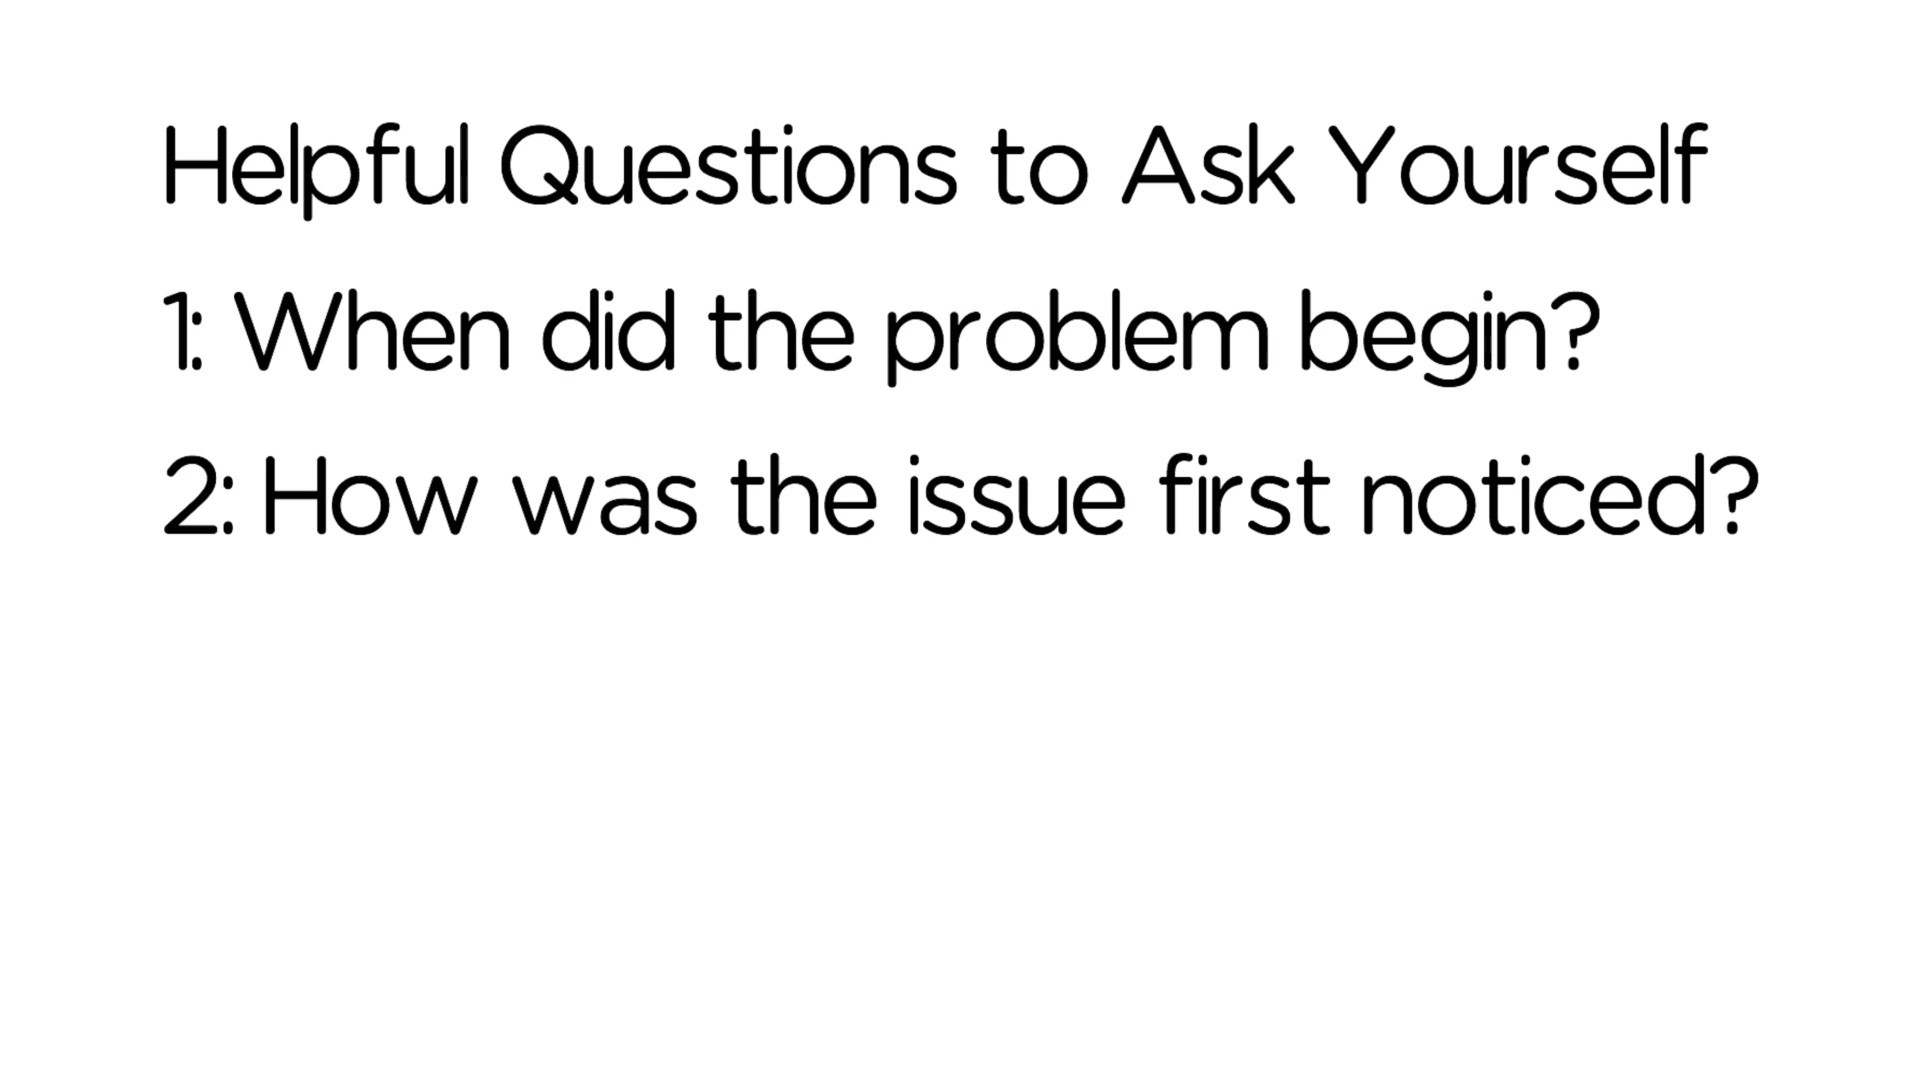 Helpful Questions to Ask Yourself
1: When did the problem begin?
2: How was the issue first noticed?